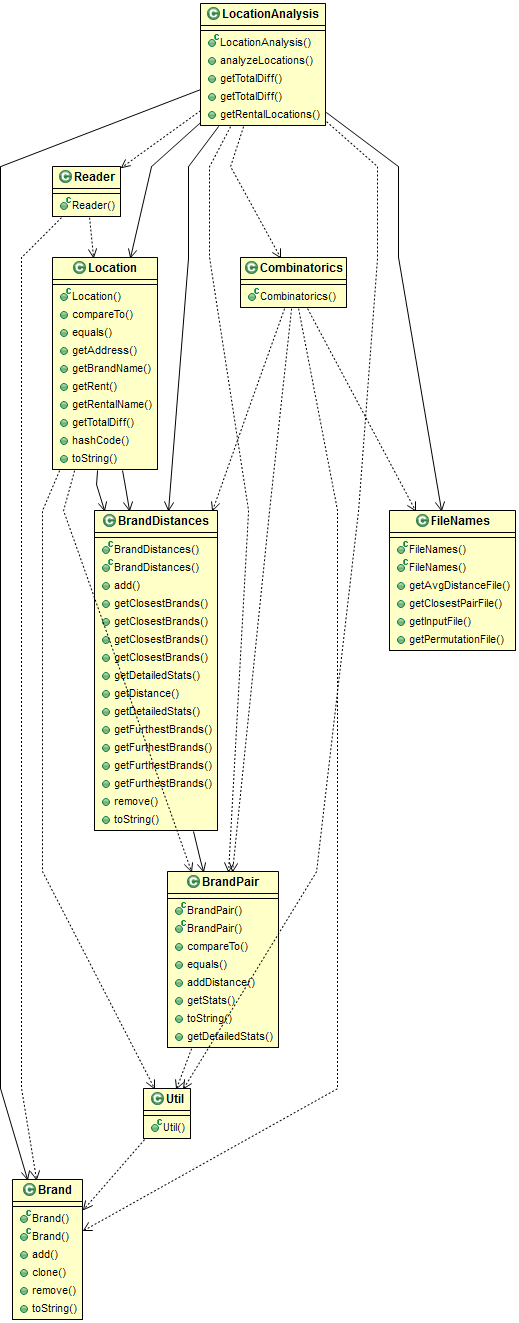 LocationAnalysis
LocationAnalysis()
analyzeLocations()
getTotalDiff()
getTotalDiff()
getRentalLocations()
Reader
Reader()
Location
Location()
compareTo()
equals()
getAddress()
getBrandName()
getRent()
getRentalName()
getTotalDiff()
hashCode()
toString()
Combinatorics
Combinatorics()
BrandDistances
BrandDistances()
BrandDistances()
add()
getClosestBrands()
getClosestBrands()
getClosestBrands()
getClosestBrands()
getDetailedStats()
getDistance()
getDetailedStats()
getFurthestBrands()
getFurthestBrands()
getFurthestBrands()
getFurthestBrands()
remove()
toString()
FileNames
FileNames()
FileNames()
getAvgDistanceFile()
getClosestPairFile()
getInputFile()
getPermutationFile()
BrandPair
BrandPair()
BrandPair()
compareTo()
equals()
addDistance()
getStats()
toString()
getDetailedStats()
Util
Util()
Brand
Brand()
Brand()
add()
clone()
remove()
toString()